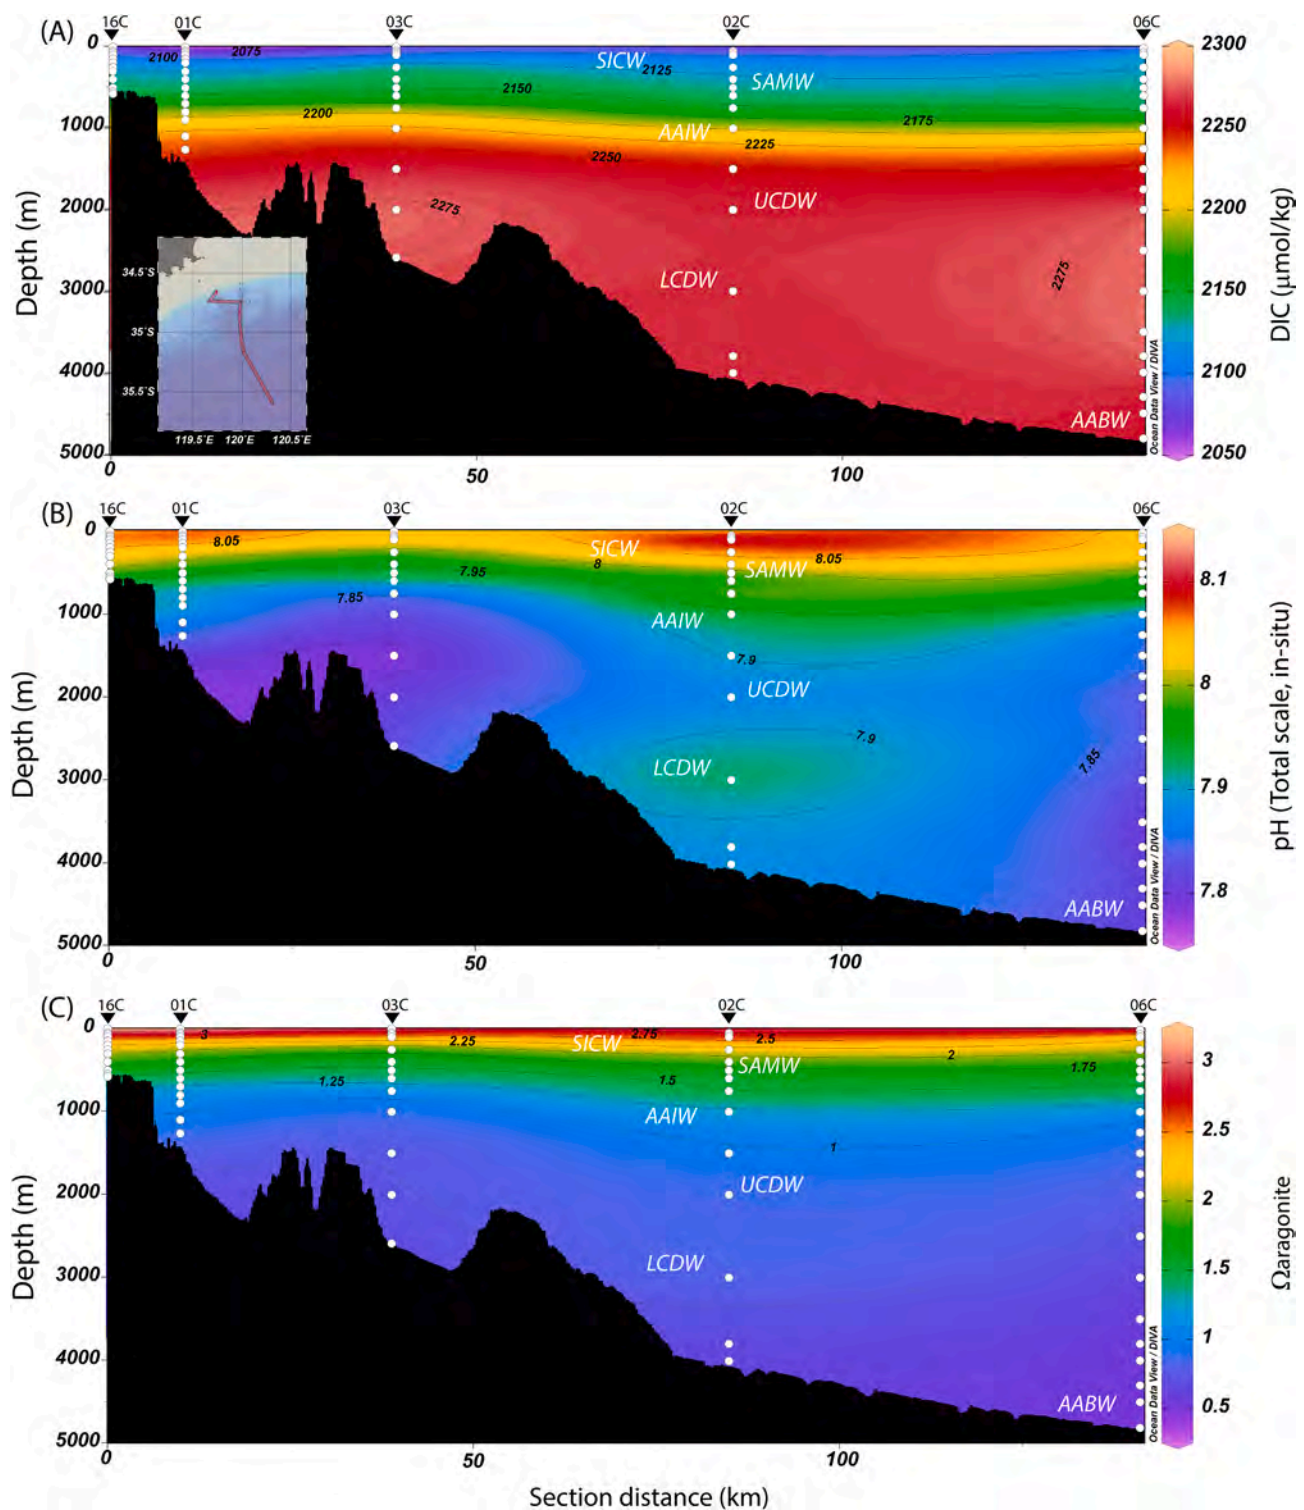 (A)
16C 01C 03C 02C 06C
0
1000
2000
3000
4000
5000
Depth (m)
2100 2075
SICW
2125
SAMW
2150
2200
AAIW
2175
2225
2250
UCDW
2275
LCDW
2275
AABW
34.5°S
35°S
35.5°S
119.5°E 120°E 120.5°E
Ocean Data View / DIVA
0 50 100
2300
2250
2200
2150
2100
2050
DIC (μmol/kg)
(B)
16C 01C 03C 02C 06C
0
1000
2000
3000
4000
5000
Depth (m)
8.05
SICW
8.05
8
SAMW
7.95
7.85
AAIW
7.9
UCDW
7.9
LCDW
7.85
AABW
Ocean Data View / DIVA
0 50 100
8.1
8
7.9
7.8
pH (Total scale, in-situ)
(C)
16C 01C 03C 02C 06C
0
1000
2000
3000
4000
5000
Depth (m)
3
2.75
2.5
2.25
SICW
2
SAMW
1.75
1.25
1.5
AAIW
1
UCDW
LCDW
AABW
Ocean Data View / DIVA
0 50 100
3
2.5
2
1.5
1
0.5
Ωaragonite
Section distance (km)